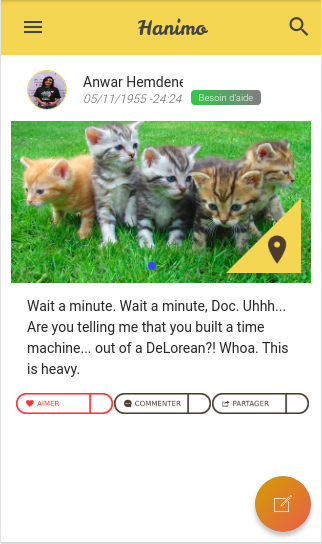 Hanimo
Anwar Hemdene
05/11/1955 -24:24
Besoin d'aide
Wait a minute. Wait a minute, Doc. Uhhh...
Are you telling me that you built a time
machine... out of a DeLorean?! Whoa. This
is heavy.
AIMER
COMMENTER
PARTAGER